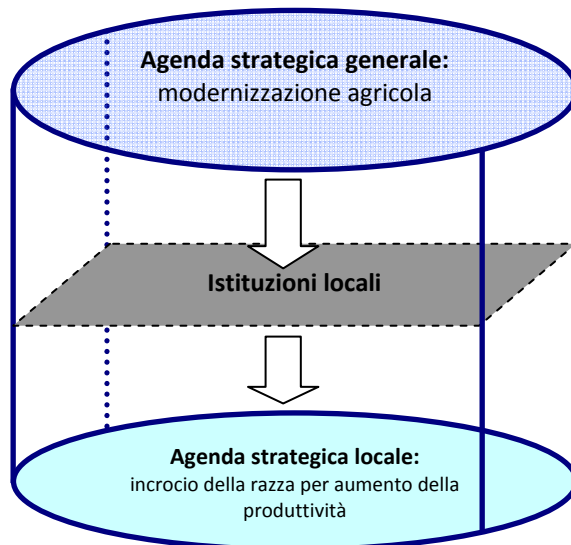 Agenda strategica generale:
modernizzazione agricola
Istituzioni locali
Agenda strategica locale:
incrocio della razza per aumento della
produttività